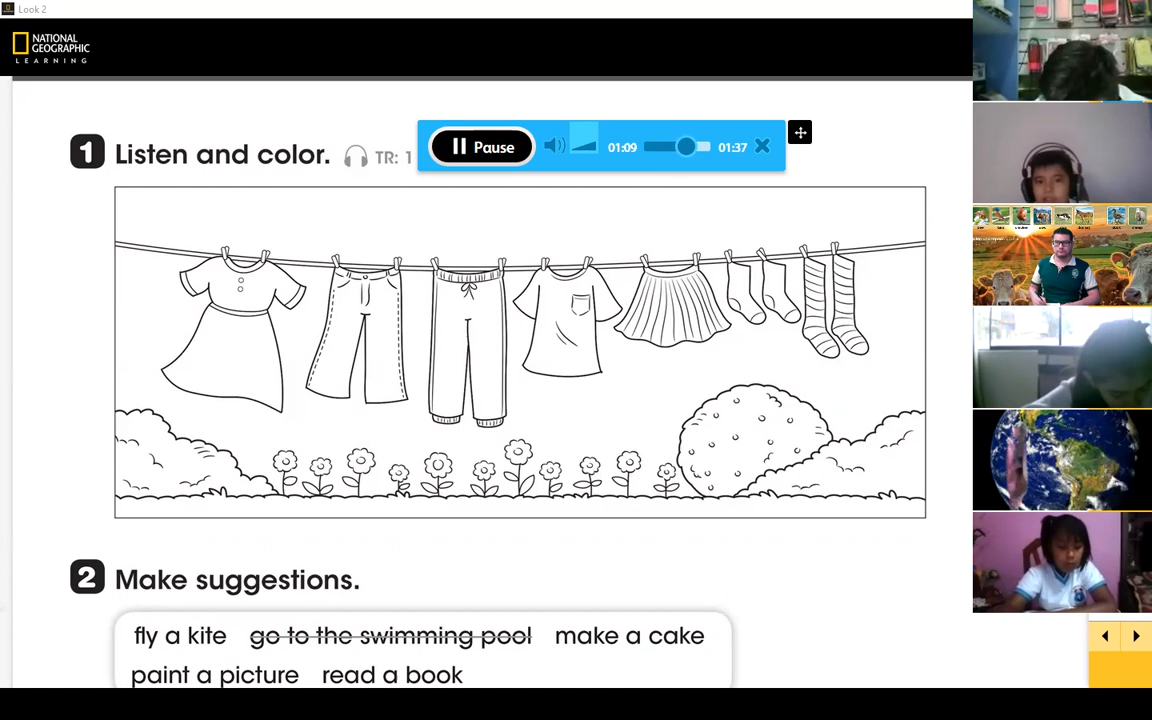 Look 2
NATIONAL
GEOGRAPHIC
LEARNING
1 Listen and color. TR: 1
Pause 01:09 01:37
2 Make suggestions.
fly a kite go to the swimming pool make a cake
paint a picture read a book